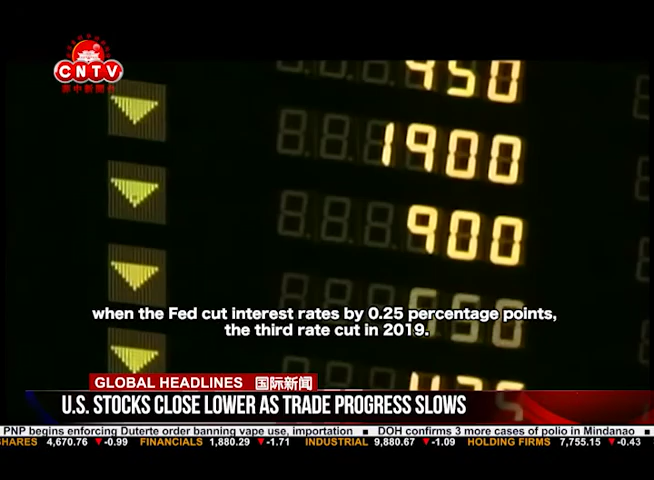 450
CNTV
菲中新聞台
1900
900
550
when the Fed cut interest rates by 0.25 percentage points,
the third rate cut in 2019.
GLOBAL HEADLINES 国际新闻
U.S. STOCKS CLOSE LOWER AS TRADE PROGRESS SLOWS
PNP begins enforcing Duterte order banning vape use, importation ■ DOH confirms 3 more cases of polio in Mindanao
SHARES 4,670.76 ▼-0.99 FINANCIALS 1,880.29 ▼-1.71 INDUSTRIAL 9,880.67 ▼-1.09 HOLDING FIRMS 7,755.15 ▼-0.43